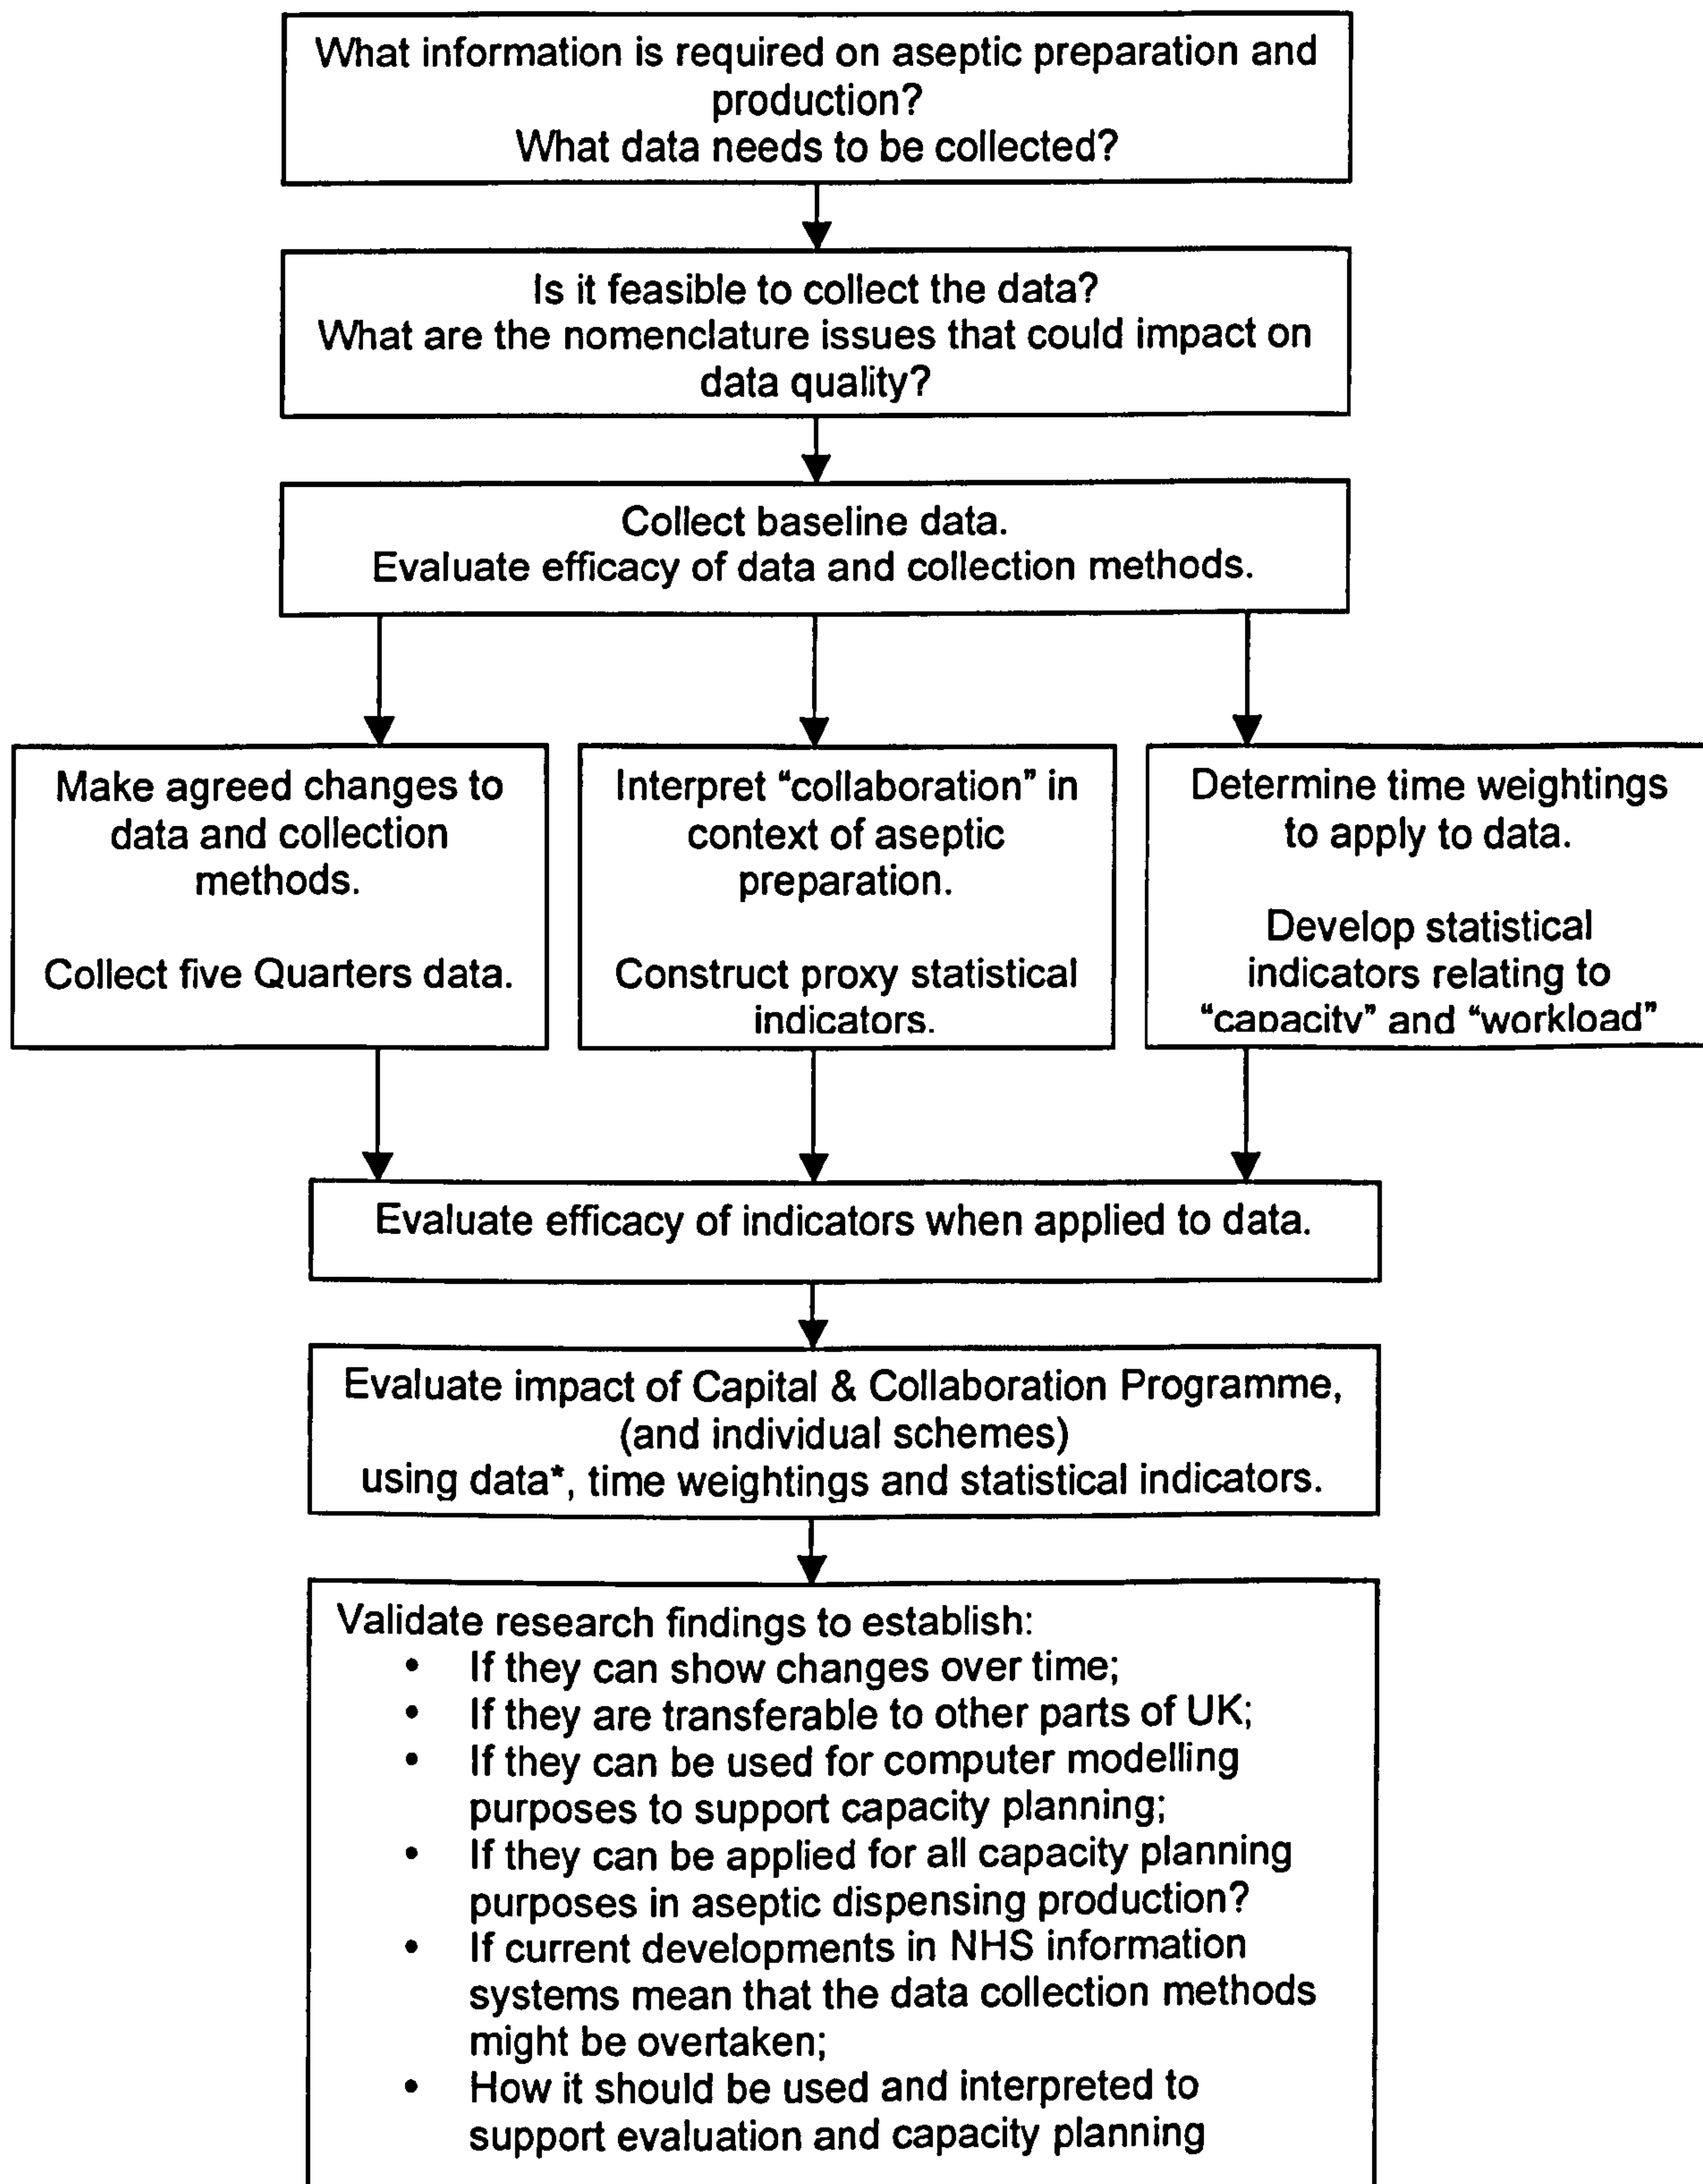 What information is required on aseptic preparation and
production?
What data needs to be collected?
Is it feasible to collect the data?
What are the nomenclature issues that could impact on
data quality?
Collect baseline data.
Evaluate efficacy of data and collection methods.
Make agreed changes to
data and collection
methods.
Collect five Quarters data.
Interpret “collaboration” in
context of aseptic
preparation.
Construct proxy statistical
indicators.
Determine time weightings
to apply to data.
Develop statistical
indicators relating to
“capacity” and “workload”
Evaluate efficacy of indicators when applied to data.
Evaluate impact of Capital & Collaboration Programme,
(and individual schemes)
using data*, time weightings and statistical indicators.
Validate research findings to establish:
• If they can show changes over time;
• If they are transferable to other parts of UK;
• If they can be used for computer modelling
purposes to support capacity planning;
• If they can be applied for all capacity planning
purposes in aseptic dispensing production?
• If current developments in NHS information
systems mean that the data collection methods
might be overtaken;
• How it should be used and interpreted to
support evaluation and capacity planning